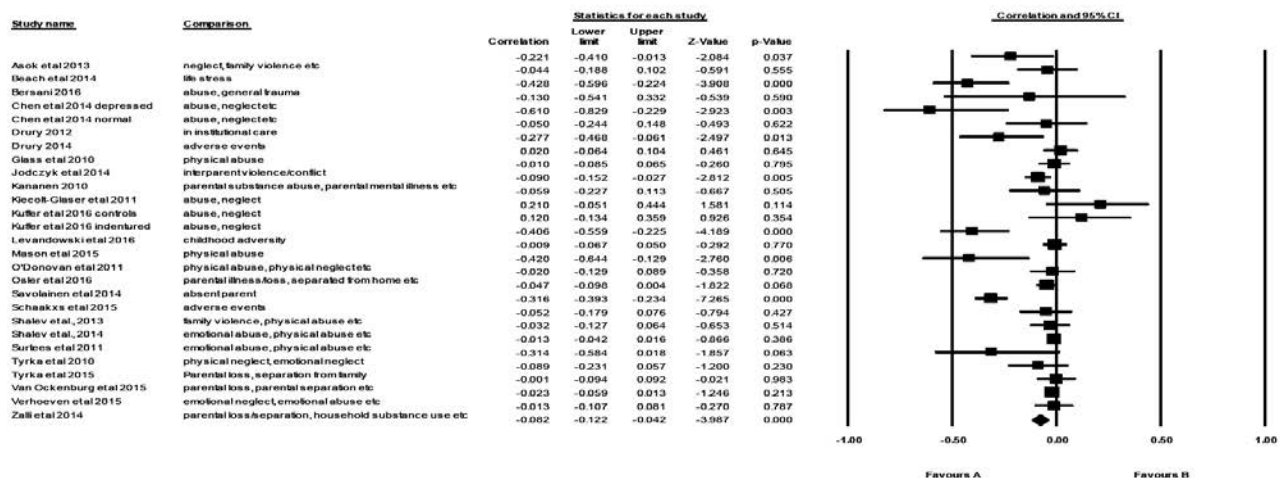 Statistics for each study
Correlation and 95% CI
Study name Comparison
Correlation Lower limit Upper limit Z-Value p-Value
Asok et al 2013 neglect, family violence etc -0.221 -0.410 -0.013 -2.084 0.037
Beach et al 2014 life stress -0.044 -0.188 0.102 -0.591 0.555
Bersani 2016 abuse, general trauma -0.428 -0.596 -0.224 -3.908 0.000
Chen et al 2014 depressed abuse, neglect etc -0.130 -0.541 0.332 -0.539 0.590
Chen et al 2014 normal abuse, neglect etc -0.610 -0.829 -0.229 -2.923 0.003
Drury 2012 in institutional care -0.050 -0.244 0.148 -0.493 0.622
Drury 2014 adverse events -0.277 -0.468 -0.061 -2.497 0.013
Glass et al 2010 physical abuse 0.020 -0.064 0.104 0.461 0.645
Jodczyk et al 2014 interparent violence/conflict -0.010 -0.085 0.065 -0.260 0.795
Kananen 2010 parental substance abuse, parental mental illness etc -0.090 -0.152 -0.027 -2.812 0.005
Kiecolt-Glaser et al 2011 abuse, neglect -0.059 -0.227 0.113 -0.667 0.505
Kuffer et al 2016 controls abuse, neglect 0.210 -0.051 0.444 1.581 0.114
Kuffer et al 2016 indentured abuse, neglect 0.120 -0.134 0.359 0.926 0.354
Levandowski et al 2016 childhood adversity -0.406 -0.559 -0.225 -4.189 0.000
Mason et al 2015 physical abuse -0.009 -0.067 0.050 -0.292 0.770
O'Donovan et al 2011 physical abuse, physical neglect etc -0.420 -0.644 -0.129 -2.760 0.006
Osler et al 2016 parental illness/loss, separated from home etc -0.020 -0.129 0.089 -0.358 0.720
Savolainen et al 2014 absent parent -0.047 -0.098 0.004 -1.822 0.068
Schaakxs et al 2015 adverse events -0.316 -0.393 -0.234 -7.265 0.000
Shalev et al., 2013 family violence, physical abuse etc -0.052 -0.179 0.076 -0.794 0.427
Shalev et al., 2014 emotional abuse, physical abuse etc -0.032 -0.127 0.064 -0.653 0.514
Surtees et al 2011 emotional abuse, physical abuse etc -0.013 -0.042 0.016 -0.866 0.386
Tyrka et al 2010 physical neglect, emotional neglect -0.314 -0.584 0.018 -1.857 0.063
Tyrka et al 2015 Parental loss, separation from family -0.089 -0.231 0.057 -1.200 0.230
Van Ockenburg et al 2015 parental loss, parental separation etc -0.001 -0.094 0.092 -0.021 0.983
Verhoeven et al 2015 emotional neglect, emotional abuse etc -0.023 -0.059 0.013 -1.246 0.213
Zalli et al 2014 parental loss/separation, household substance use etc -0.013 -0.107 0.081 -0.270 0.787
-0.082 -0.122 -0.042 -3.987 0.000
-1.00 -0.50 0.00 0.50 1.00
Favours A Favours B